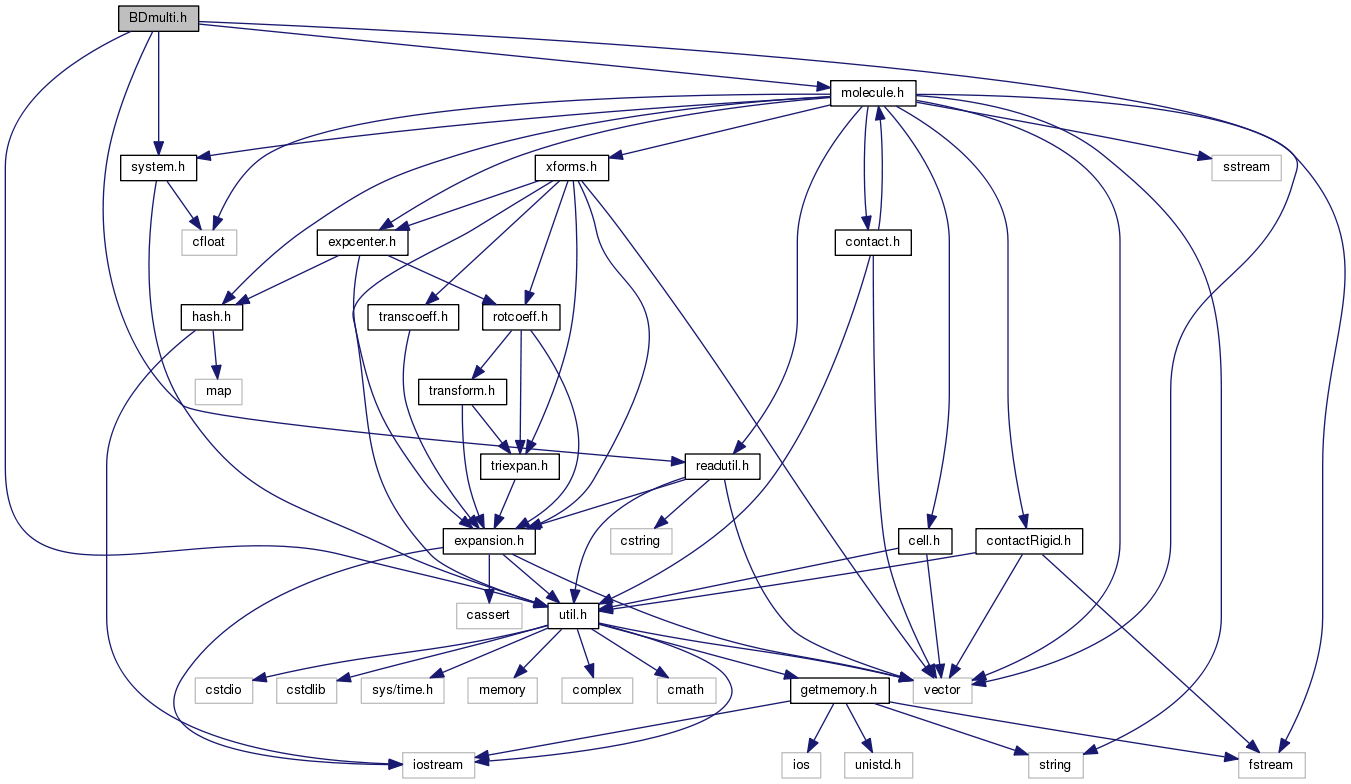 BDmulti.h
molecule.h
system.h
xforms.h
sstream
cfloat
expcenter.h
contact.h
hash.h
transcoeff.h
rotcoeff.h
map
transform.h
triexpan.h
readutil.h
expansion.h
cstring
cell.h
contactRigid.h
cassert
util.h
cstdio
cstdlib
sys/time.h
memory
complex
cmath
getmemory.h
vector
iostream
ios
unistd.h
string
fstream